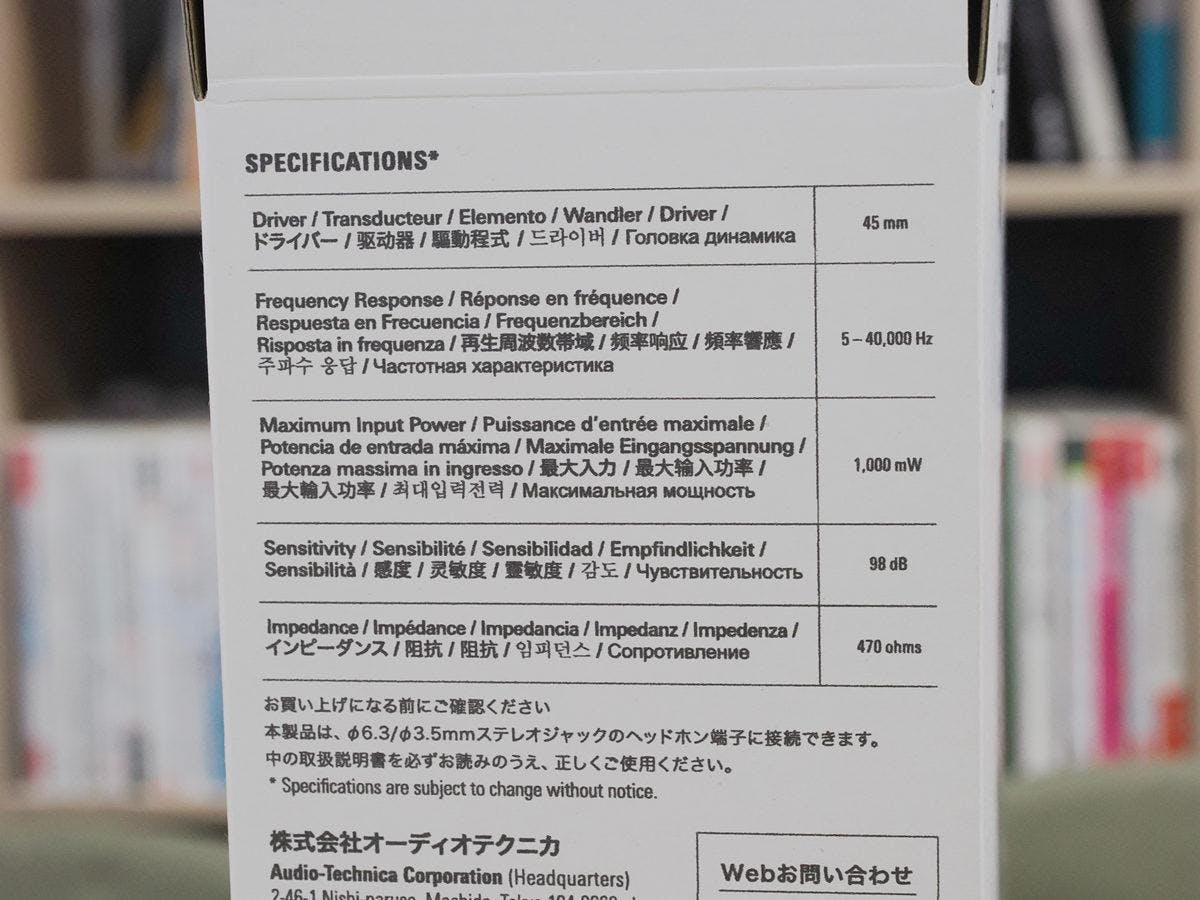 SPECIFICATIONS*
Driver / Transducteur / Elemento / Wandler / Driver /
ドライバー / 驱动器 / 驅動程式 / 드라이버 / Головка динамика
45 mm
Frequency Response / Réponse en fréquence /
Respuesta en Frecuencia / Frequenzbereich /
Risposta in frequenza / 再生周波数帯域 / 频率响应 / 頻率響應 /
주파수 응답 / Частотная характеристика
5 – 40,000 Hz
Maximum Input Power / Puissance d'entrée maximale /
Potencia de entrada máxima / Maximale Eingangsspannung /
Potenza massima in ingresso / 最大入力 / 最大输入功率 /
最大輸入功率 / 최대입력전력 / Максимальная мощность
1,000 mW
Sensitivity / Sensibilité / Sensibilidad / Empfindlichkeit /
Sensibilità / 感度 / 灵敏度 / 靈敏度 / 감도 / Чувствительность
98 dB
Impedance / Impédance / Impedancia / Impedanz / Impedenza /
インピーダンス / 阻抗 / 阻抗 / 임피던스 / Сопротивление
470 ohms
お買い上げになる前にご確認ください
本製品は、φ6.3/φ3.5mmステレオジャックのヘッドホン端子に接続できます。
中の取扱説明書を必ずお読みのうえ、正しくご使用ください。
* Specifications are subject to change without notice.
株式会社オーディオテクニカ
Audio-Technica Corporation (Headquarters)
2-46-1 Nishi-naruse, Machida, Tokyo
Webお問い合わせ